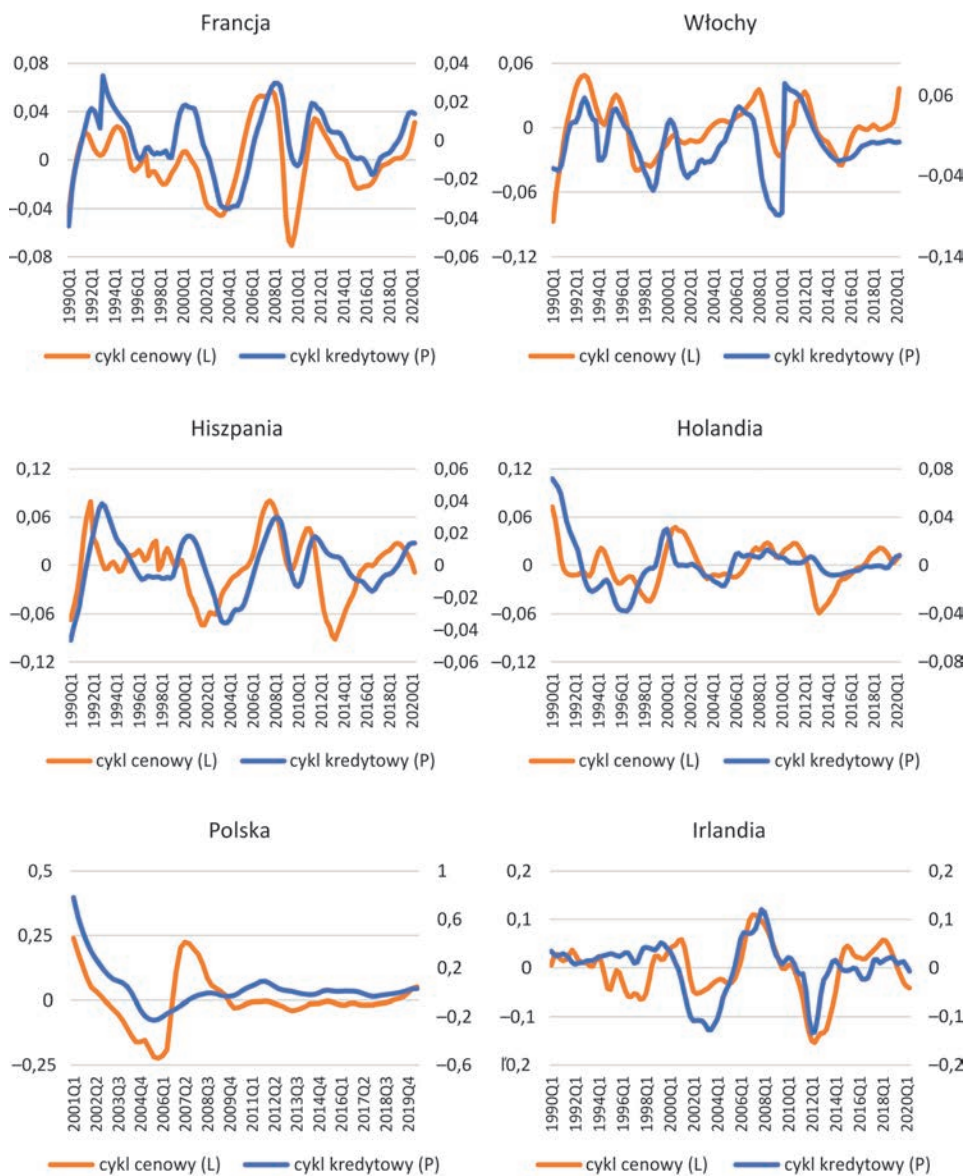 Francja
0,08
0,04
0
–0,04
–0,08
0,04
0,02
0
–0,02
–0,04
–0,06
1990Q1
1992Q1
1994Q1
1996Q1
1998Q1
2000Q1
2002Q1
2004Q1
2006Q1
2008Q1
2010Q1
2012Q1
2014Q1
2016Q1
2018Q1
2020Q1
cykl cenowy (L) cykl kredytowy (P)
Włochy
0,06
0
–0,06
–0,12
0,06
–0,04
–0,14
1990Q1
1992Q1
1994Q1
1996Q1
1998Q1
2000Q1
2002Q1
2004Q1
2006Q1
2008Q1
2010Q1
2012Q1
2014Q1
2016Q1
2018Q1
2020Q1
cykl cenowy (L) cykl kredytowy (P)
Hiszpania
0,12
0,06
0
–0,06
–0,12
0,06
0,04
0,02
0
–0,02
–0,04
–0,06
1990Q1
1992Q1
1994Q1
1996Q1
1998Q1
2000Q1
2002Q1
2004Q1
2006Q1
2008Q1
2010Q1
2012Q1
2014Q1
2016Q1
2018Q1
2020Q1
cykl cenowy (L) cykl kredytowy (P)
Holandia
0,12
0,06
0
–0,06
–0,12
0,08
0,04
0
–0,04
–0,08
1990Q1
1992Q1
1994Q1
1996Q1
1998Q1
2000Q1
2002Q1
2004Q1
2006Q1
2008Q1
2010Q1
2012Q1
2014Q1
2016Q1
2018Q1
2020Q1
cykl cenowy (L) cykl kredytowy (P)
Polska
0,5
0,25
0
–0,25
1
0,6
0,2
–0,2
–0,6
2001Q1
2002Q2
2003Q3
2004Q4
2006Q1
2007Q2
2008Q3
2009Q4
2011Q1
2012Q2
2013Q3
2014Q4
2016Q1
2017Q2
2018Q3
2019Q4
cykl cenowy (L) cykl kredytowy (P)
Irlandia
0,2
0,1
0
–0,1
0,2
0,2
0,1
0
–0,1
–0,2
1990Q1
1992Q1
1994Q1
1996Q1
1998Q1
2000Q1
2002Q1
2004Q1
2006Q1
2008Q1
2010Q1
2012Q1
2014Q1
2016Q1
2018Q1
2020Q1
cykl cenowy (L) cykl kredytowy (P)